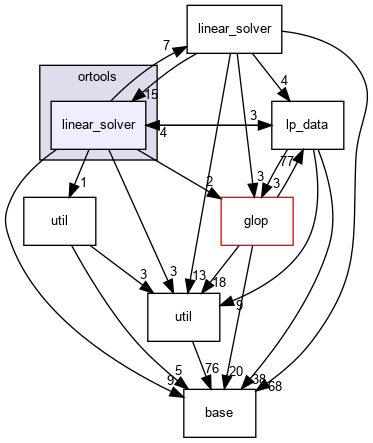 linear_solver
7
15
4
ortools
linear_solver
4
3
lp_data
1
2
3
77
3
util
glop
3
3
13
18
9
util
5
9
76
20
38
68
base